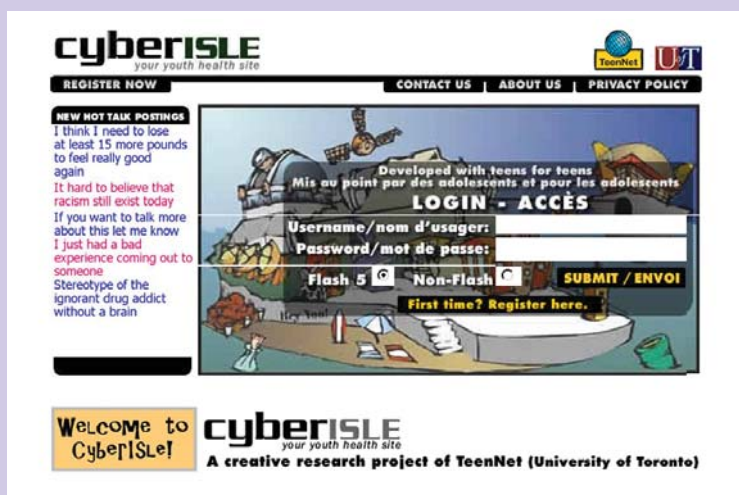 cyberISLE
your youth health site
TeenNet
UofT
REGISTER NOW
CONTACT US | ABOUT US | PRIVACY POLICY
NEW HOT TALK POSTINGS
I think I need to lose
at least 15 more pounds
to feel really good
again
It hard to believe that
racism still exist today
If you want to talk more
about this let me know
I just had a bad
experience coming out to
someone
Stereotype of the
ignorant drug addict
without a brain
Developed with teens for teens
Mis au point par des adolescents et pour les adolescents
LOGIN - ACCÈS
Username/nom d'usager:
Password/mot de passe:
Flash 5 Non-Flash SUBMIT / ENVOI
First time? Register here.
Hey You!
WELCOME to
CyberISLe!
cyberISLE
your youth health site
A creative research project of TeenNet (University of Toronto)